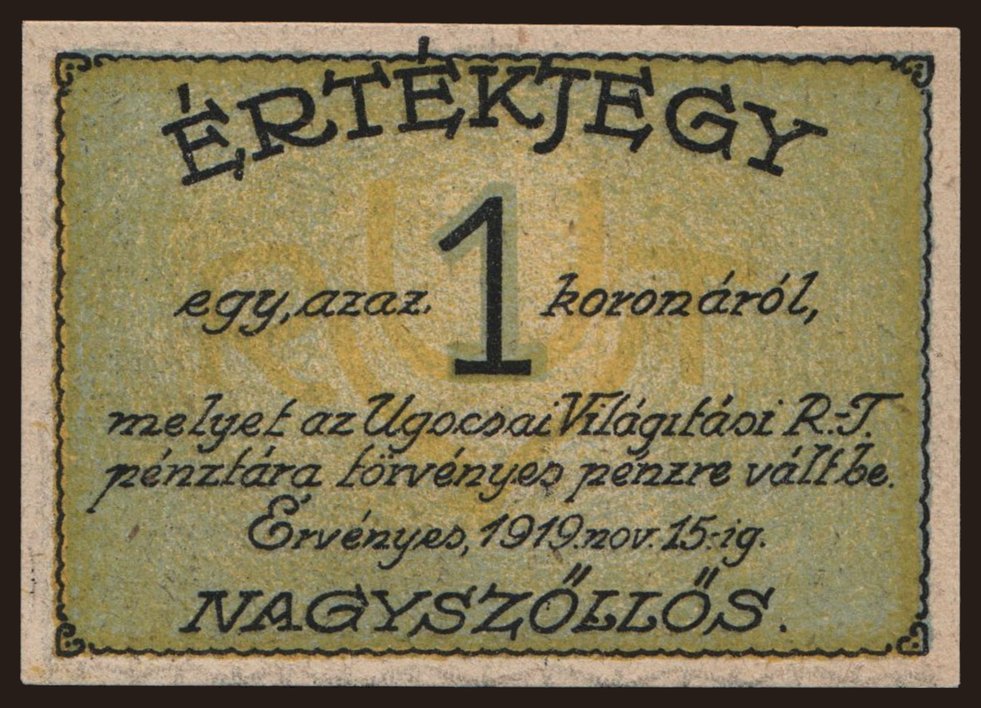 ÉRTÉKJEGY
egy, azaz 1 koronáról,
melyet az Ugocsai Világítási R.-T.
pénztára törvényes pénzre vált be.
Érvényes, 1919. nov. 15.-ig.
NAGYSZŐLLŐS.